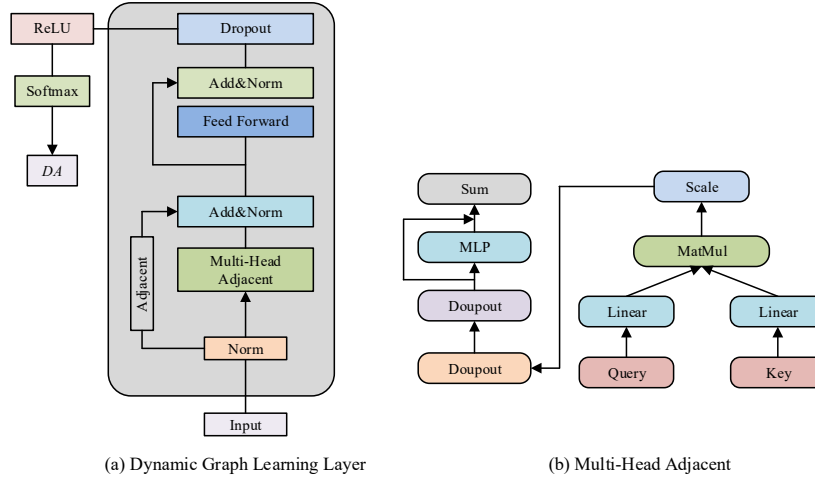 ReLU
Dropout
Softmax
Add&Norm
Feed Forward
DA
Add&Norm
Adjacent
Multi-Head
Adjacent
Norm
Input
(a) Dynamic Graph Learning Layer
Sum
Scale
MLP
MatMul
Doupout
Linear
Linear
Doupout
Query
Key
(b) Multi-Head Adjacent